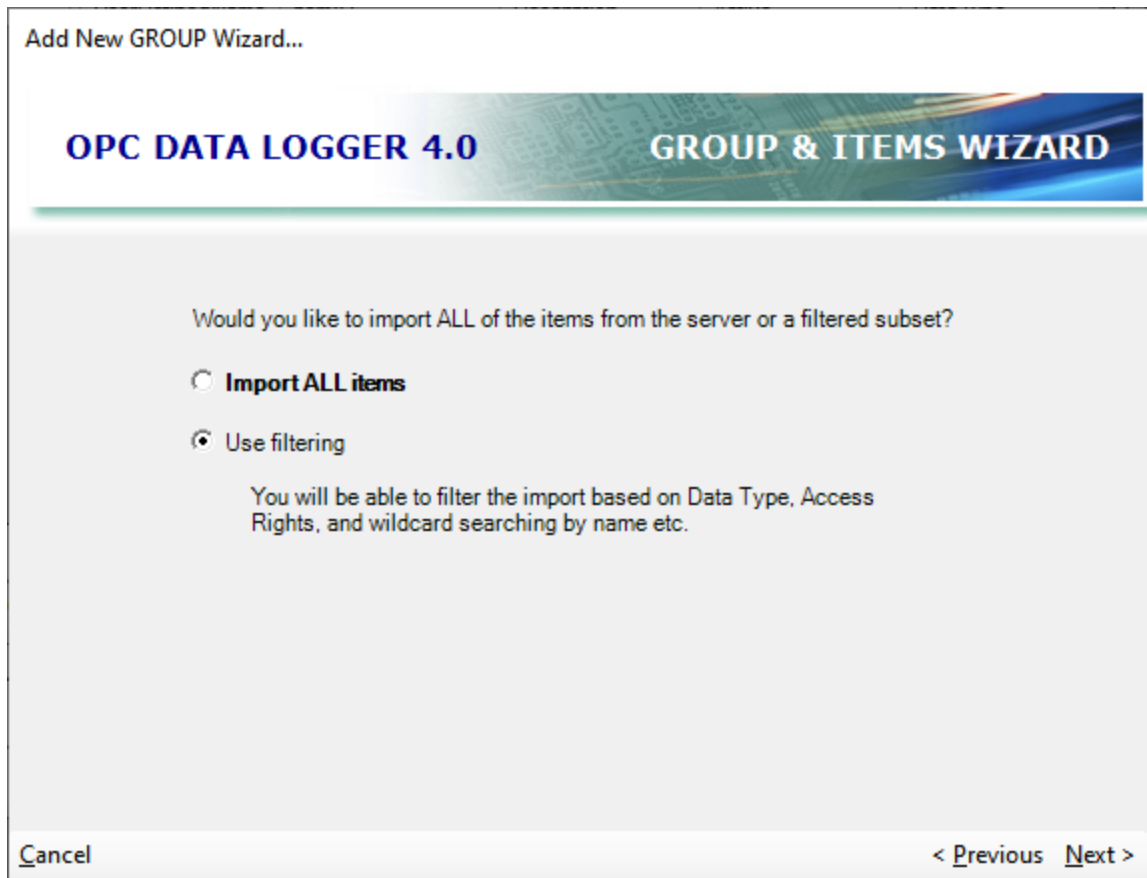 Add New GROUP Wizard...
OPC DATA LOGGER 4.0
GROUP & ITEMS WIZARD
Would you like to import ALL of the items from the server or a filtered subset?
Import ALL items
Use filtering
You will be able to filter the import based on Data Type, Access
Rights, and wildcard searching by name etc.
Cancel
< Previous Next >